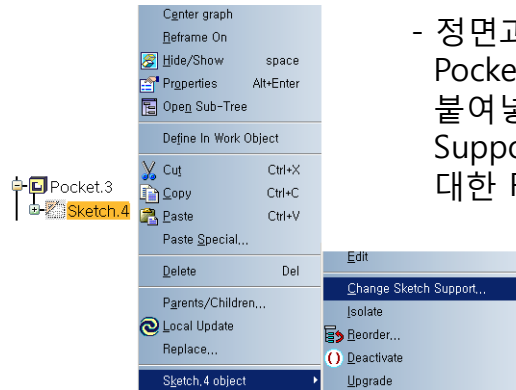 Center graph
Reframe On
Hide/Show space
Properties Alt+Enter
Open Sub-Tree
Define In Work Object
Cut Ctrl+X
Copy Ctrl+C
Paste Ctrl+V
Paste Special...
Delete Del
Parents/Children...
Local Update
Replace...
Sketch.4 object
Pocket.3
Sketch.4
Edit
Change Sketch Support...
Isolate
Reorder...
Deactivate
Upgrade
- 정면
Pocke
붙여넣
Suppo
대한